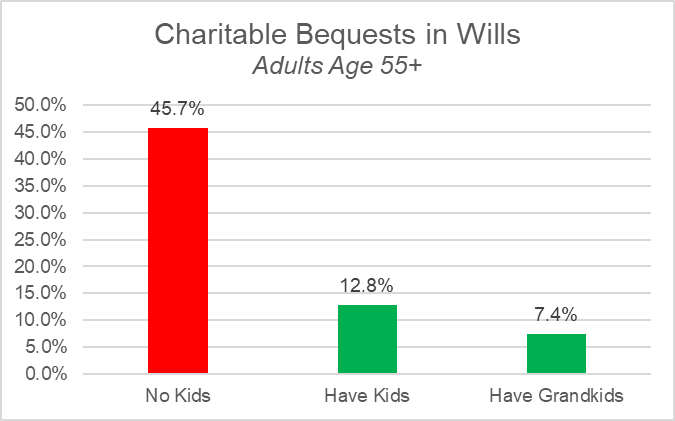 Charitable Bequests in Wills
Adults Age 55+
50.0%
45.0%
40.0%
35.0%
30.0%
25.0%
20.0%
15.0%
10.0%
5.0%
0.0%
45.7%
12.8%
7.4%
No Kids
Have Kids
Have Grandkids